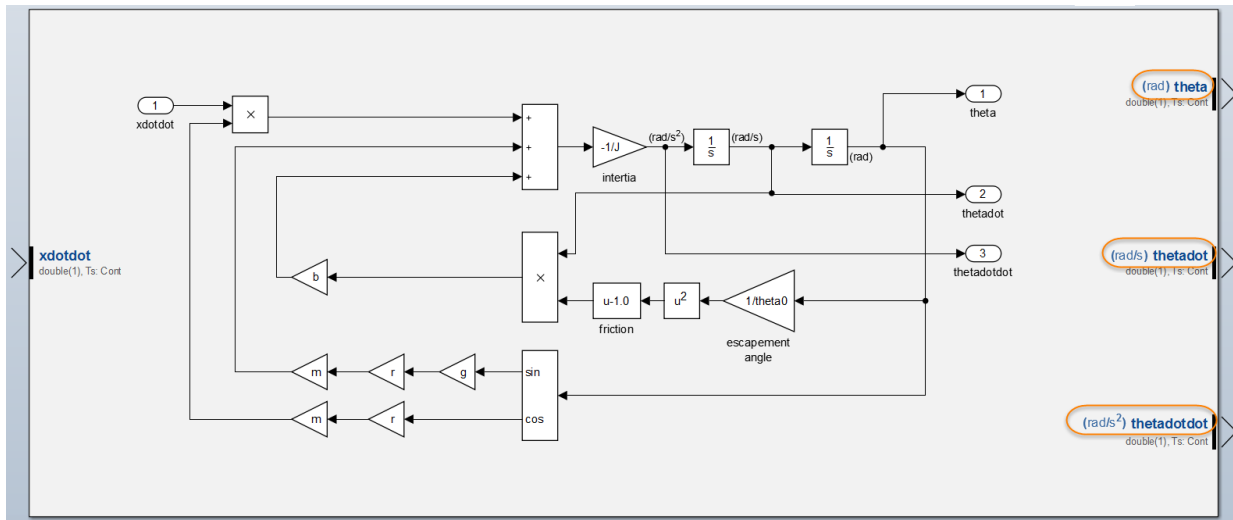 (rad) theta
double(1), Ts: Cont
1
xdotdot
×
+
+
+
-1/J
intertia
(rad/s²)
1
s
(rad/s)
1
s
(rad)
1
theta
2
thetadot
3
thetadotdot
xdotdot
double(1), Ts: Cont
(rad/s) thetadot
double(1), Ts: Cont
b
×
u-1.0
friction
u²
1/theta0
escapement
angle
m
r
g
sin
m
r
cos
(rad/s²) thetadotdot
double(1), Ts: Cont